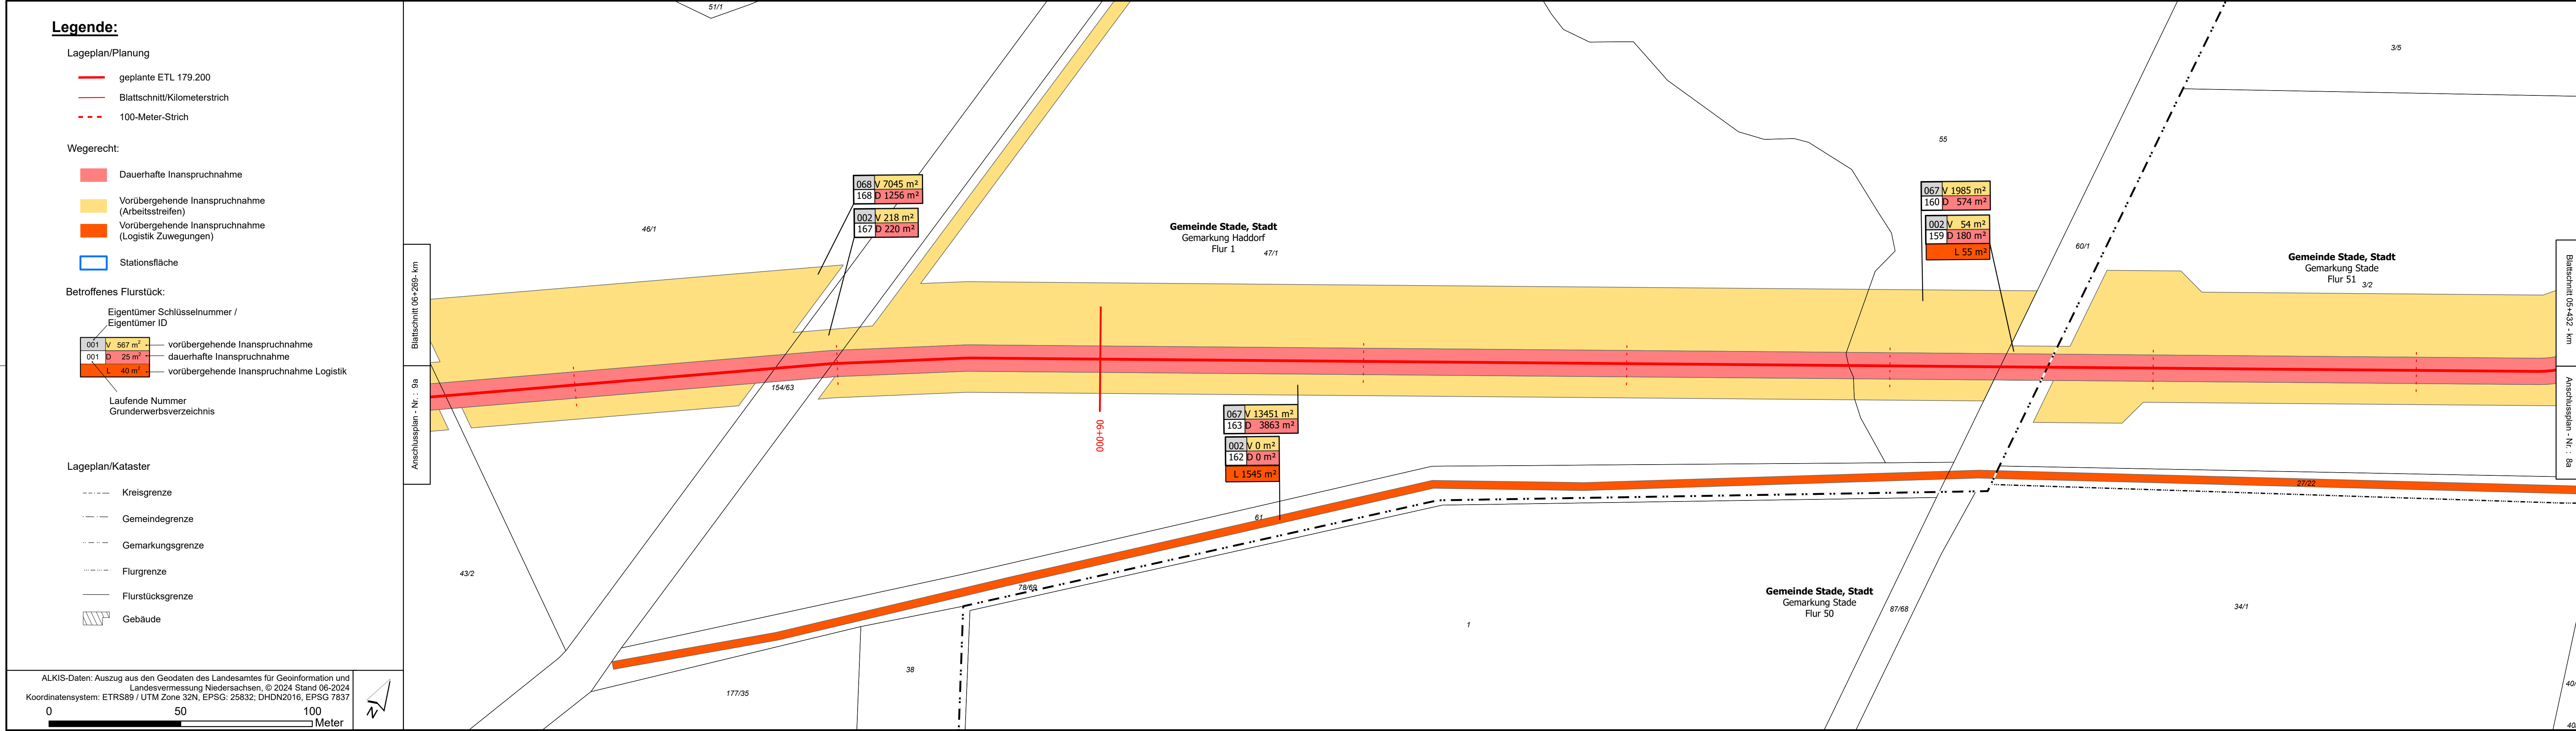 Legende:
Lageplan/Planung
geplante ETL 179.200
Blattschnitt/Kilometerstrich
100-Meter-Strich
Wegerecht:
Dauerhafte Inanspruchnahme
Vorübergehende Inanspruchnahme
(Arbeitsstreifen)
Vorübergehende Inanspruchnahme
(Logistik Zuwegungen)
Stationsfläche
Betroffenes Flurstück:
Eigentümer Schlüsselnummer /
Eigentümer ID
001 V 567 m² vorübergehende Inanspruchnahme
001 D 25 m² dauerhafte Inanspruchnahme
L 40 m² vorübergehende Inanspruchnahme Logistik
Laufende Nummer
Grunderwerbsverzeichnis
Lageplan/Kataster
Kreisgrenze
Gemeindegrenze
Gemarkungsgrenze
Flurgrenze
Flurstücksgrenze
Gebäude
ALKIS-Daten: Auszug aus den Geodaten des Landesamtes für Geoinformation und
Landesvermessung Niedersachsen, © 2024 Stand 06-2024
Koordinatensystem: ETRS89 / UTM Zone 32N, EPSG: 25832; DHDN2016, EPSG 7837
0 50 100
Meter
N
Blattschnitt 06+269- km
Anschlussplan - Nr. : 9a
51/1
46/1
068 V 7045 m²
168 D 1256 m²
002 V 218 m²
167 D 220 m²
154/63
43/2
Gemeinde Stade, Stadt
Gemarkung Haddorf
Flur 1
47/1
06+000
067 V 13451 m²
163 D 3863 m²
002 V 0 m²
162 D 0 m²
L 1545 m²
61
78/69
38
177/35
1
55
067 V 1985 m²
160 D 574 m²
002 V 54 m²
159 D 180 m²
L 55 m²
60/1
3/5
Gemeinde Stade, Stadt
Gemarkung Stade
Flur 51
3/2
27/22
Gemeinde Stade, Stadt
Gemarkung Stade
Flur 50
87/68
34/1
Blattschnitt 05+432 - km
Anschlussplan - Nr. : 8a